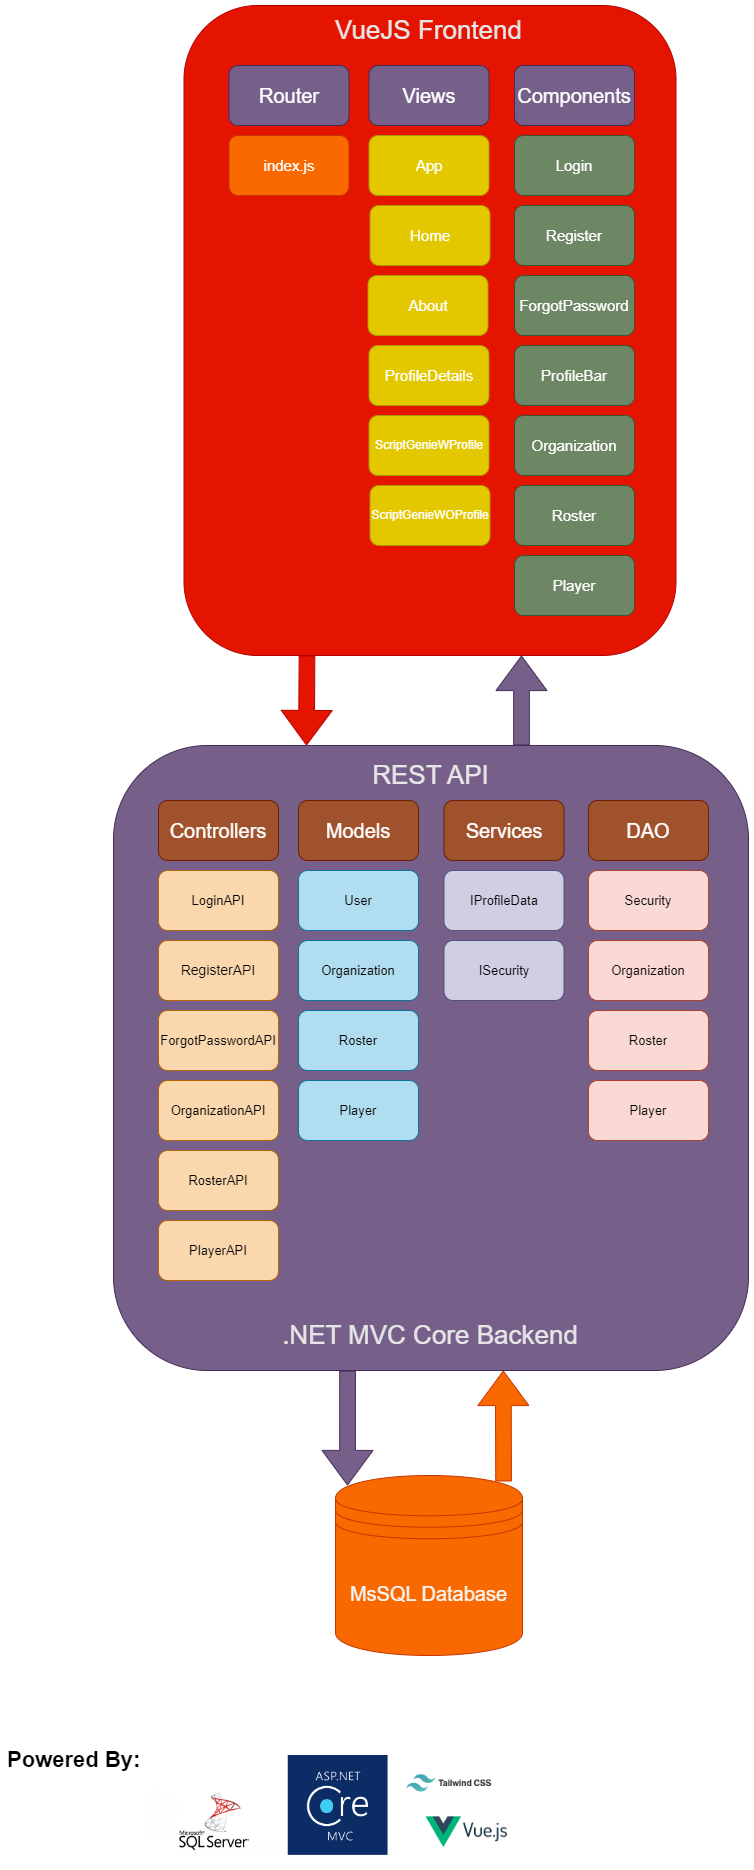 VueJS Frontend
Router
Views
Components
index.js
App
Login
Home
Register
About
ForgotPassword
ProfileDetails
ProfileBar
ScriptGenieWProfile
Organization
ScriptGenieWOProfile
Roster
Player
REST API
Controllers
Models
Services
DAO
LoginAPI
User
IProfileData
Security
RegisterAPI
Organization
ISecurity
Organization
ForgotPasswordAPI
Roster
Roster
OrganizationAPI
Player
Player
RosterAPI
PlayerAPI
.NET MVC Core Backend
MsSQL Database
Powered By:
Microsoft®
SQL Server®
ASP.NET
Core
MVC
Tailwind CSS
Vue.js